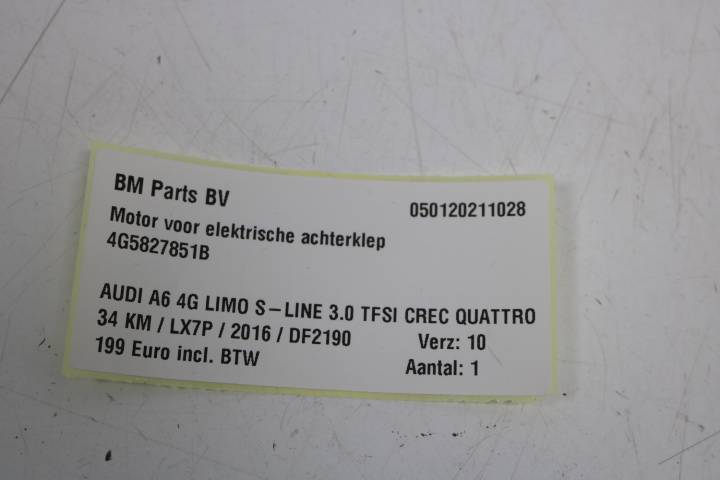 BM Parts BV 050120211028
Motor voor elektrische achterklep
4G5827851B
AUDI A6 4G LIMO S-LINE 3.0 TFSI CREC QUATTRO
34 KM / LX7P / 2016 / DF2190 Verz: 10
199 Euro incl. BTW Aantal: 1